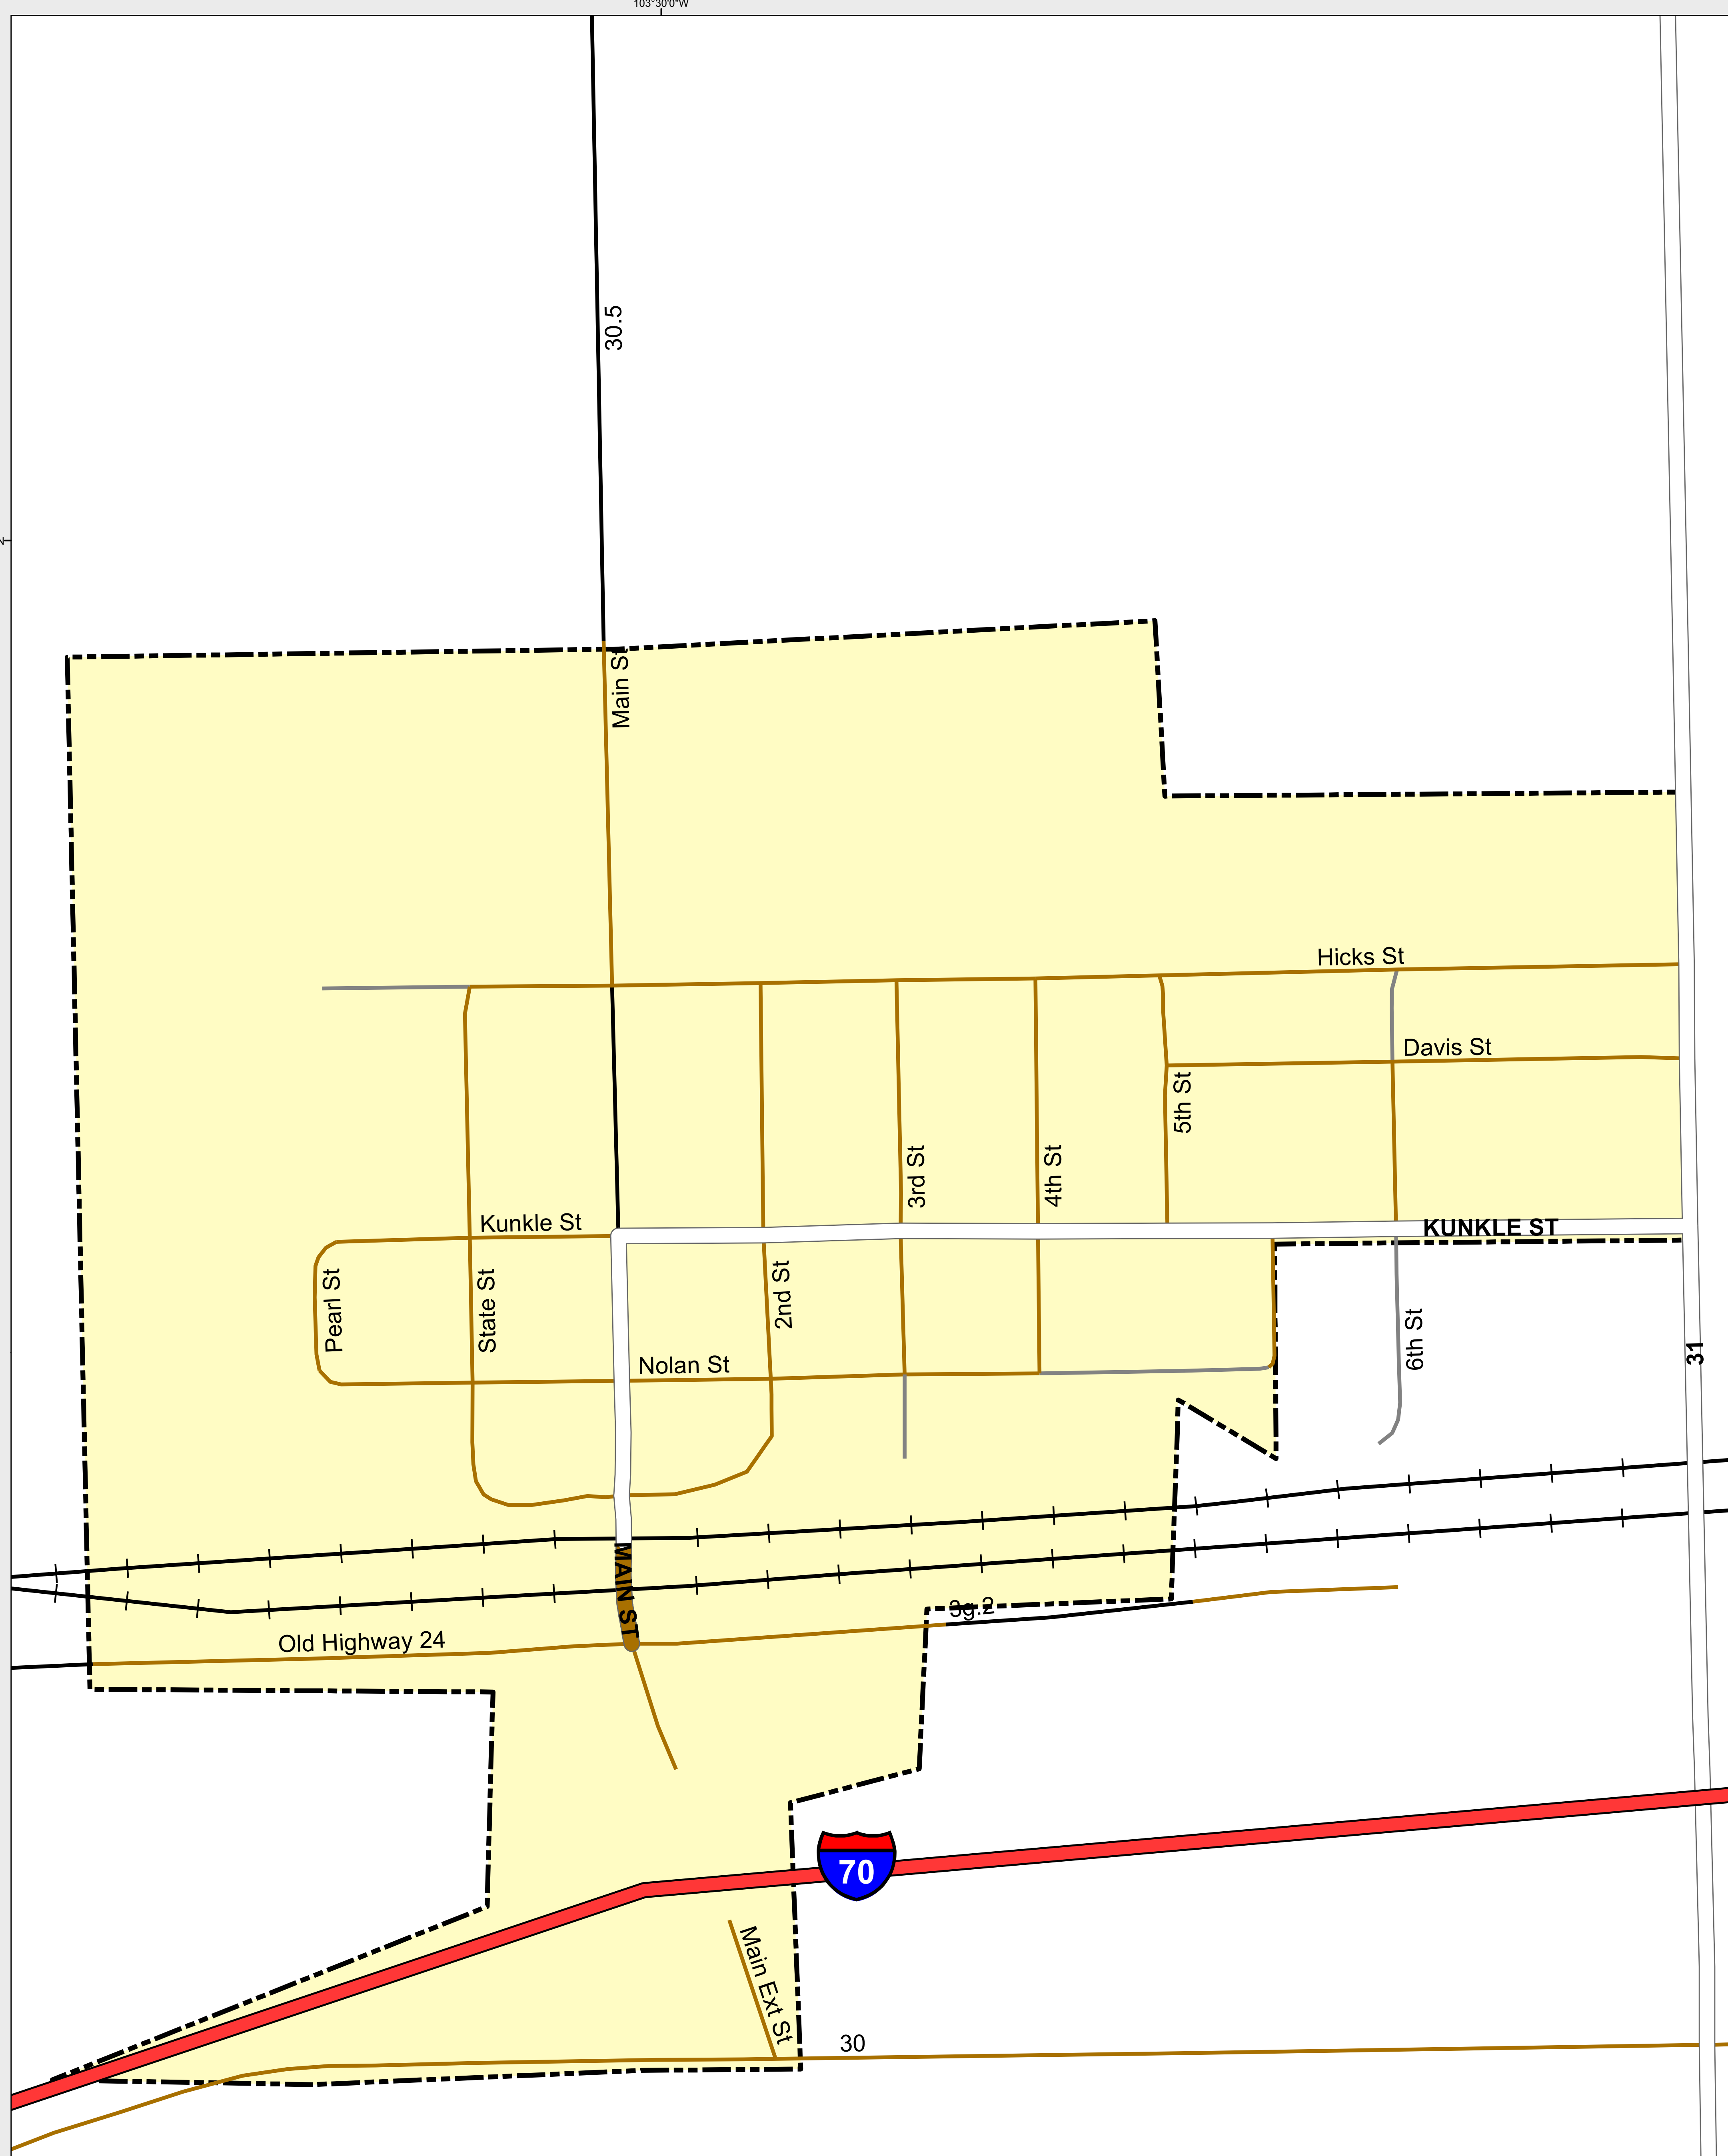 103°30'0"W
30.5
Main St
Hicks St
Davis St
5th St
3rd St
4th St
Kunkle St
KUNKLE ST
Pearl St
State St
2nd St
6th St
31
Nolan St
MAIN ST
3g.2
Old Highway 24
70
Main Ext St
30